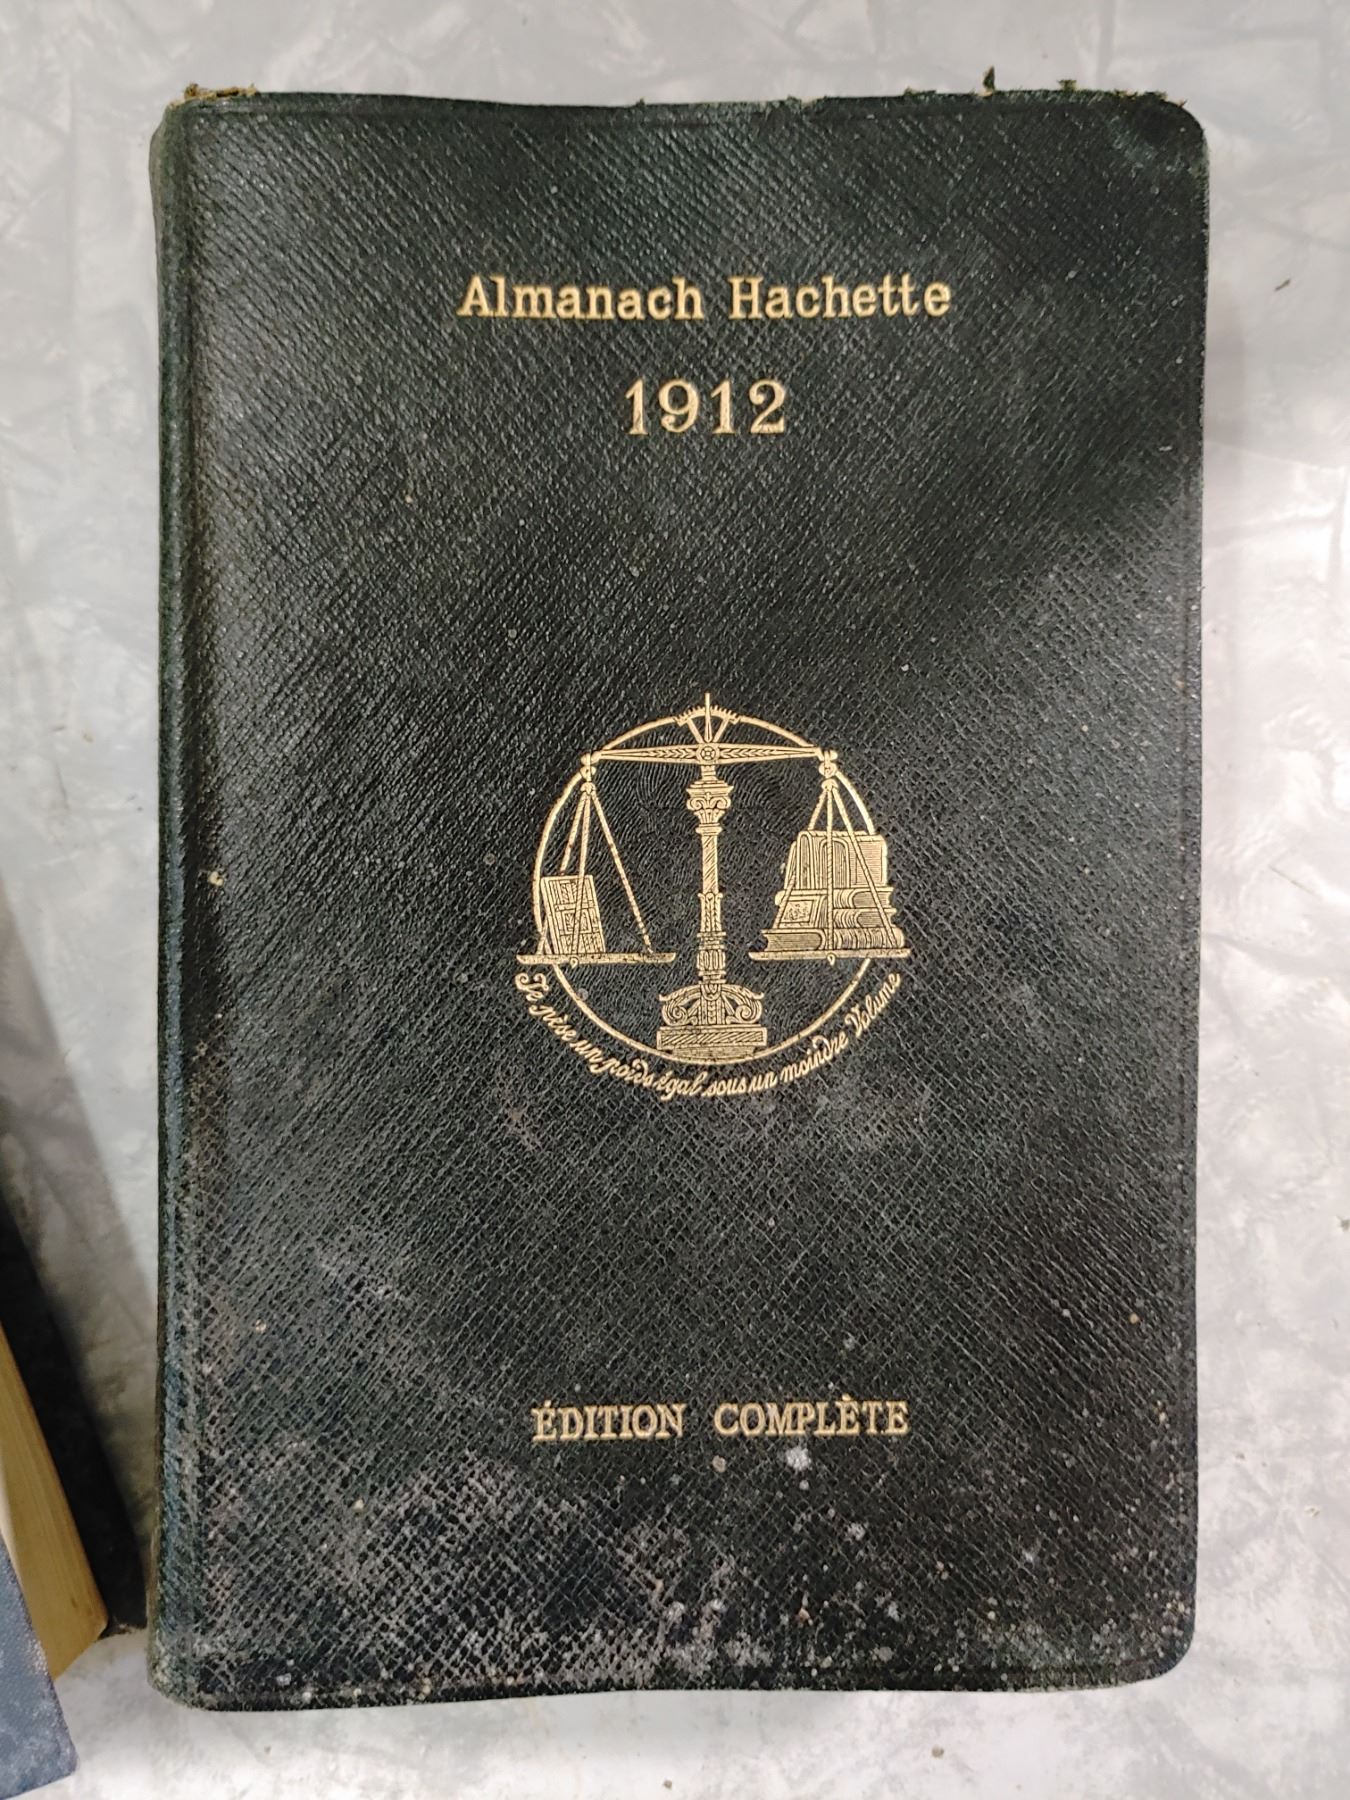 Almanach Hachette
1912
Je pèse un poids égal sous un moindre Volume
ÉDITION COMPLÈTE